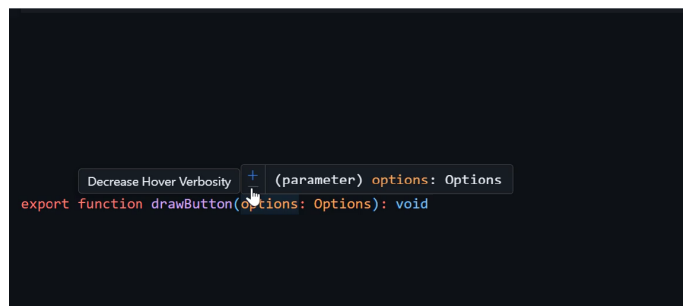 Decrease Hover Verbosity
+ (parameter) options: Options
export function drawButton(options: Options): void